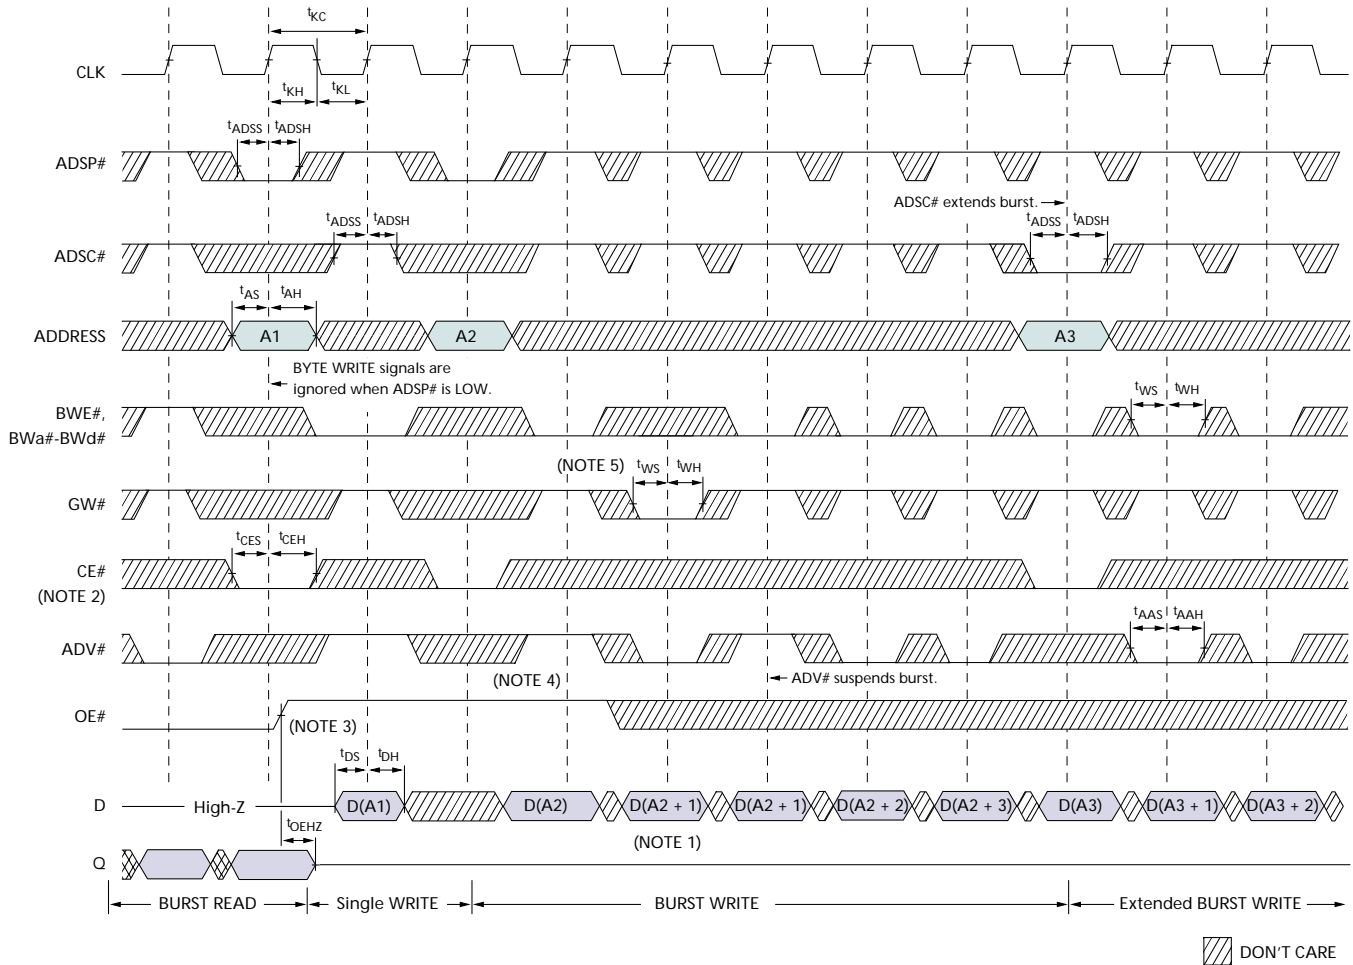 tKC
CLK
tKH
tKL
tADSS
tADSH
ADSP#
ADSC# extends burst.
tADSS
tADSH
tADSS
tADSH
ADSC#
tAS
tAH
ADDRESS
A1
A2
A3
BYTE WRITE signals are
ignored when ADSP# is LOW.
tWS
tWH
BWE#,
BWa#-BWd#
(NOTE 5)
tWS
tWH
GW#
tCES
tCEH
CE#
(NOTE 2)
tAAS
tAAH
ADV#
(NOTE 4)
ADV# suspends burst.
OE#
(NOTE 3)
tDS
tDH
D
High-Z
D(A1)
D(A2)
D(A2 + 1)
D(A2 + 1)
D(A2 + 2)
D(A2 + 3)
D(A3)
D(A3 + 1)
D(A3 + 2)
tOEHZ
(NOTE 1)
Q
BURST READ
Single WRITE
BURST WRITE
Extended BURST WRITE
DON'T CARE